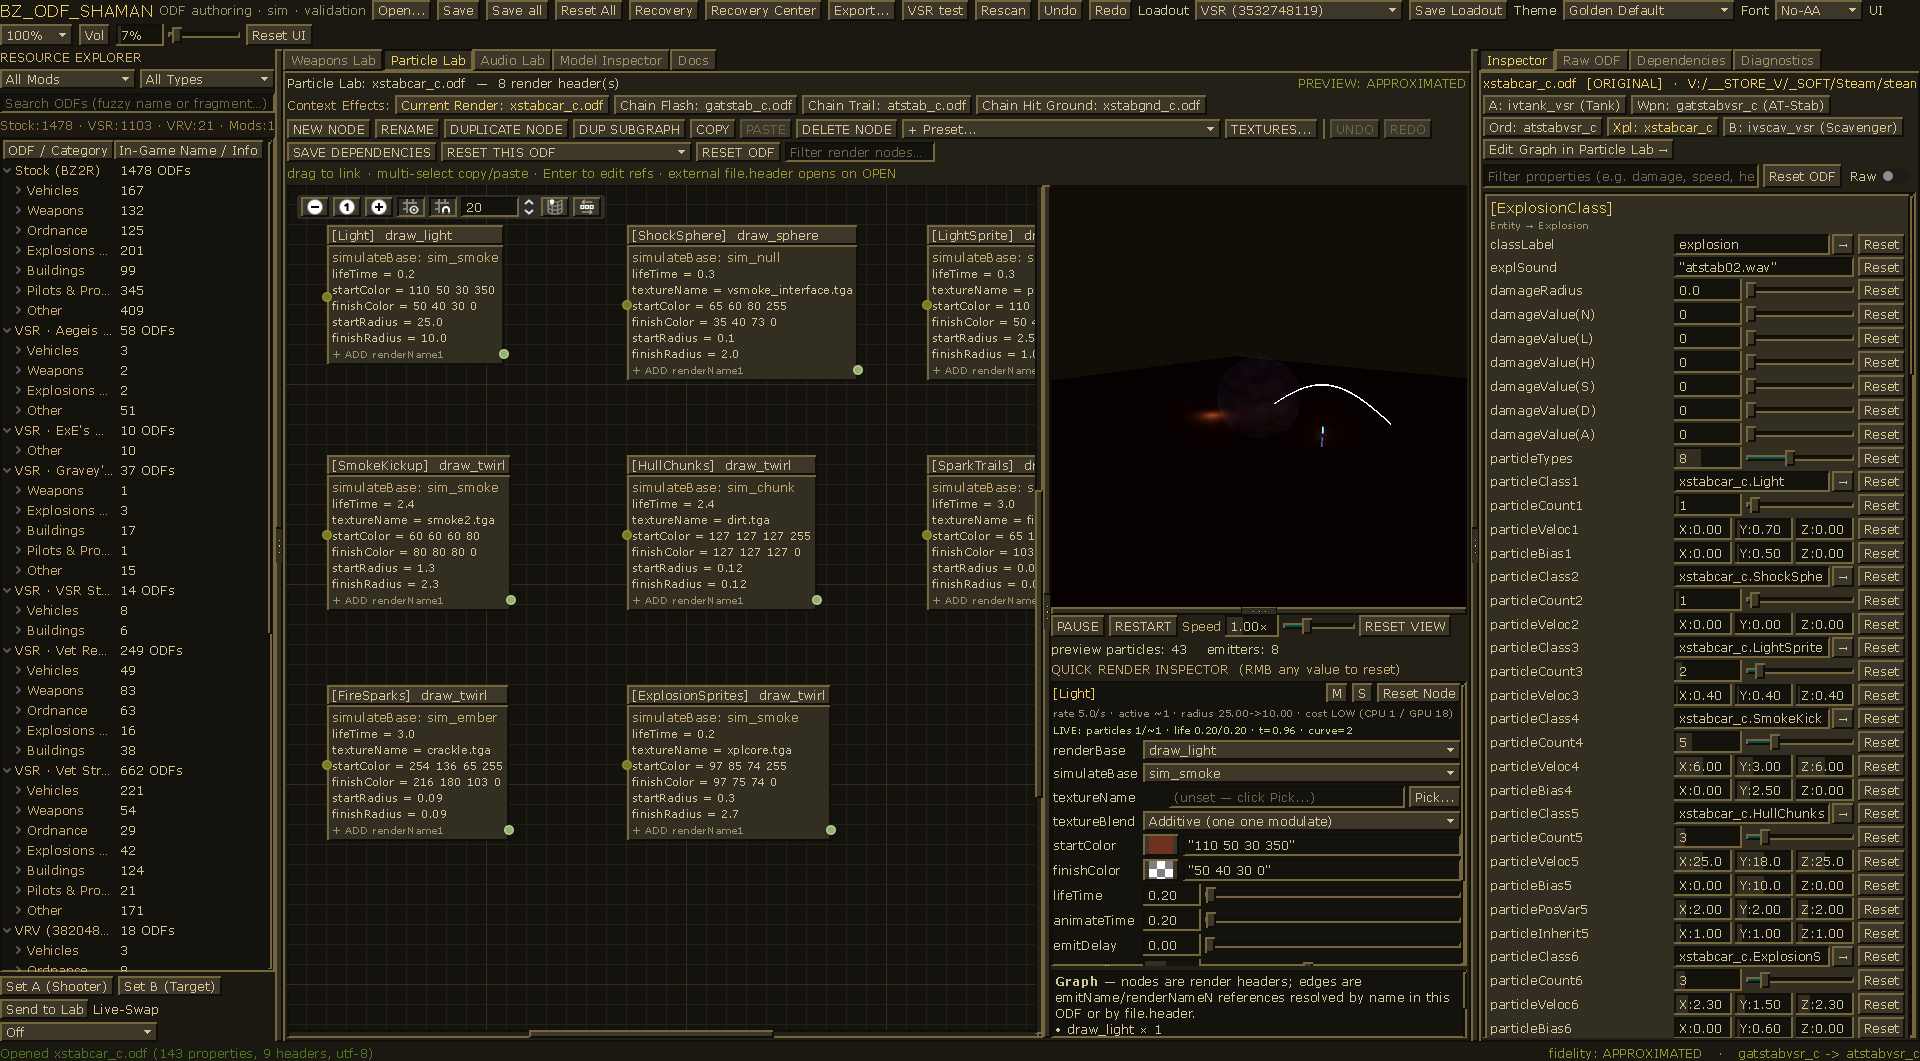 BZ_ODF_SHAMAN ODF authoring · sim · validation Open... Save Save all Reset All Recovery Recovery Center Export... VSR test Rescan Undo Redo Loadout VSR (3532748119) Save Loadout Theme Golden Default Font No-AA UI
100% Vol 7% Reset UI
RESOURCE EXPLORER
All Mods All Types
Search ODFs (fuzzy name or fragment...)
Stock:1478 · VSR:1103 · VRV:21 · Mods:1
ODF / Category In-Game Name / Info
Stock (BZ2R) 1478 ODFs
Vehicles 167
Weapons 132
Ordnance 125
Explosions ... 201
Buildings 99
Pilots & Pro... 345
Other 409
VSR · Aegeis ... 58 ODFs
Vehicles 3
Weapons 2
Explosions ... 2
Other 51
VSR · ExE's ... 10 ODFs
Other 10
VSR · Gravey'... 37 ODFs
Weapons 1
Explosions ... 3
Buildings 17
Pilots & Pro... 1
Other 15
VSR · VSR St... 14 ODFs
Vehicles 8
Buildings 6
VSR · Vet Re... 249 ODFs
Vehicles 49
Weapons 83
Ordnance 63
Explosions ... 16
Buildings 38
VSR · Vet Str... 662 ODFs
Vehicles 221
Weapons 54
Ordnance 29
Explosions ... 42
Buildings 124
Pilots & Pro... 21
Other 171
VRV (382048... 18 ODFs
Vehicles 3
Ordnance
Set A (Shooter) Set B (Target)
Send to Lab Live-Swap
Off
Opened xstabcar_c.odf (143 properties, 9 headers, utf-8)
Weapons Lab Particle Lab Audio Lab Model Inspector Docs
Particle Lab: xstabcar_c.odf — 8 render header(s) PREVIEW: APPROXIMATED
Context Effects: Current Render: xstabcar_c.odf Chain Flash: gatstab_c.odf Chain Trail: atstab_c.odf Chain Hit Ground: xstabgnd_c.odf
NEW NODE RENAME DUPLICATE NODE DUP SUBGRAPH COPY PASTE DELETE NODE + Preset... TEXTURES... UNDO REDO
SAVE DEPENDENCIES RESET THIS ODF RESET ODF Filter render nodes...
drag to link · multi-select copy/paste · Enter to edit refs · external file.header opens on OPEN
1 20
[Light] draw_light
simulateBase: sim_smoke
lifeTime = 0.2
startColor = 110 50 30 350
finishColor = 50 40 30 0
startRadius = 25.0
finishRadius = 10.0
+ ADD renderName1
[ShockSphere] draw_sphere
simulateBase: sim_null
lifeTime = 0.3
textureName = vsmoke_interface.tga
startColor = 65 60 80 255
finishColor = 35 40 73 0
startRadius = 0.1
finishRadius = 2.0
+ ADD renderName1
[LightSprite] dr
simulateBase: s
lifeTime = 0.3
textureName = p
startColor = 110
finishColor = 50 4
startRadius = 2.5
finishRadius = 1.0
+ ADD renderName
[SmokeKickup] draw_twirl
simulateBase: sim_smoke
lifeTime = 2.4
textureName = smoke2.tga
startColor = 60 60 60 80
finishColor = 80 80 80 0
startRadius = 1.3
finishRadius = 2.3
+ ADD renderName1
[HullChunks] draw_twirl
simulateBase: sim_chunk
lifeTime = 2.4
textureName = dirt.tga
startColor = 127 127 127 255
finishColor = 127 127 127 0
startRadius = 0.12
finishRadius = 0.12
+ ADD renderName1
[SparkTrails] dr
simulateBase: s
lifeTime = 3.0
textureName = fi
startColor = 65 1
finishColor = 103
startRadius = 0.0
finishRadius = 0.0
+ ADD renderName
[FireSparks] draw_twirl
simulateBase: sim_ember
lifeTime = 3.0
textureName = crackle.tga
startColor = 254 136 65 255
finishColor = 216 180 103 0
startRadius = 0.09
finishRadius = 0.09
+ ADD renderName1
[ExplosionSprites] draw_twirl
simulateBase: sim_smoke
lifeTime = 0.2
textureName = xplcore.tga
startColor = 97 85 74 255
finishColor = 97 75 74 0
startRadius = 0.3
finishRadius = 2.7
+ ADD renderName1
PAUSE RESTART Speed 1.00× RESET VIEW
preview particles: 43 emitters: 8
QUICK RENDER INSPECTOR (RMB any value to reset)
[Light] M S Reset Node
rate 5.0/s · active ~1 · radius 25.00->10.00 · cost LOW (CPU 1 / GPU 18)
LIVE: particles 1/~1 · life 0.20/0.20 · t=0.96 · curve=2
renderBase draw_light
simulateBase sim_smoke
textureName (unset — click Pick...) Pick...
textureBlend Additive (one one modulate)
startColor "110 50 30 350"
finishColor "50 40 30 0"
lifeTime 0.20
animateTime 0.20
emitDelay 0.00
Graph — nodes are render headers; edges are
emitName/renderNameN references resolved by name in this
ODF or by file.header.
• draw_light × 1
Inspector Raw ODF Dependencies Diagnostics
xstabcar_c.odf [ORIGINAL] · V:/__STORE_V/_SOFT/Steam/stean
A: ivtank_vsr (Tank) Wpn: gatstabvsr_c (AT-Stab)
Ord: atstabvsr_c Xpl: xstabcar_c B: ivscav_vsr (Scavenger)
Edit Graph in Particle Lab →
Filter properties (e.g. damage, speed, he Reset ODF Raw
[ExplosionClass]
Entity → Explosion
classLabel explosion → Reset
explSound "atstab02.wav" Reset
damageRadius 0.0 Reset
damageValue(N) 0 Reset
damageValue(L) 0 Reset
damageValue(H) 0 Reset
damageValue(S) 0 Reset
damageValue(D) 0 Reset
damageValue(A) 0 Reset
particleTypes 8 Reset
particleClass1 xstabcar_c.Light → Reset
particleCount1 1 Reset
particleVeloc1 X:0.00 Y:0.70 Z:0.00 Reset
particleBias1 X:0.00 Y:0.50 Z:0.00 Reset
particleClass2 xstabcar_c.ShockSphe → Reset
particleCount2 1 Reset
particleVeloc2 X:0.00 Y:0.00 Z:0.00 Reset
particleClass3 xstabcar_c.LightSprite → Reset
particleCount3 2 Reset
particleVeloc3 X:0.40 Y:0.40 Z:0.40 Reset
particleClass4 xstabcar_c.SmokeKick → Reset
particleCount4 5 Reset
particleVeloc4 X:6.00 Y:3.00 Z:6.00 Reset
particleBias4 X:0.00 Y:2.50 Z:0.00 Reset
particleClass5 xstabcar_c.HullChunks → Reset
particleCount5 3 Reset
particleVeloc5 X:25.0 Y:18.0 Z:25.0 Reset
particleBias5 X:0.00 Y:10.0 Z:0.00 Reset
particlePosVar5 X:2.00 Y:2.00 Z:2.00 Reset
particleInherit5 X:1.00 Y:1.00 Z:1.00 Reset
particleClass6 xstabcar_c.ExplosionS → Reset
particleCount6 3 Reset
particleVeloc6 X:2.30 Y:1.50 Z:2.30 Reset
particleBias6 X:0.00 Y:0.60 Z:0.00 Reset
fidelity: APPROXIMATED · gatstabvsr_c -> atstabvsr_c